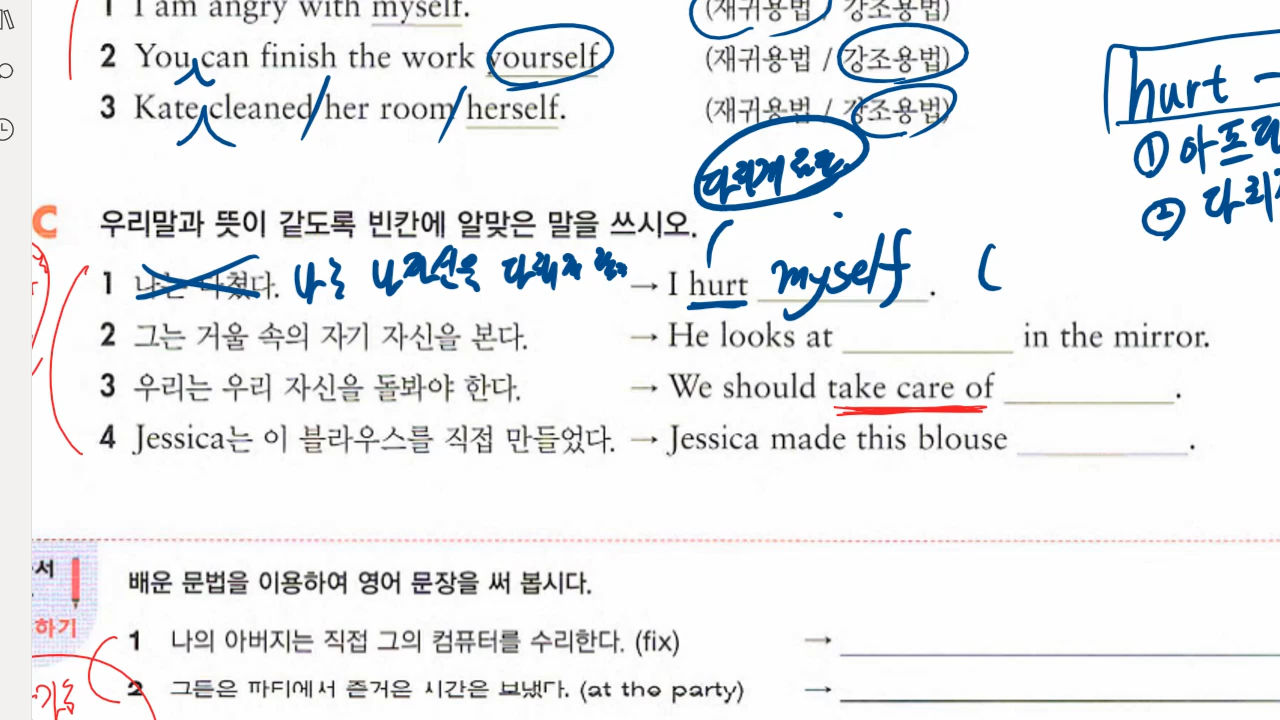 1 I am angry with myself. (재귀용법 / 강조용법)
2 You can finish the work yourself (재귀용법 / 강조용법)
3 Kate cleaned her room herself. (재귀용법 / 강조용법)
hurt
① 아프다
② 다치게
다치게
C 우리말과 뜻이 같도록 빈칸에 알맞은 말을 쓰시오.
1 나는 다쳤다. 나는 나 자신을 다치게 → I hurt myself. (
2 그는 거울 속의 자기 자신을 본다. → He looks at in the mirror.
3 우리는 우리 자신을 돌봐야 한다. → We should take care of .
4 Jessica는 이 블라우스를 직접 만들었다. → Jessica made this blouse .
서
배운 문법을 이용하여 영어 문장을 써 봅시다.
하기
1 나의 아버지는 직접 그의 컴퓨터를 수리한다. (fix) →
2 그들은 파티에서 즐거운 시간을 보냈다. (at the party) →